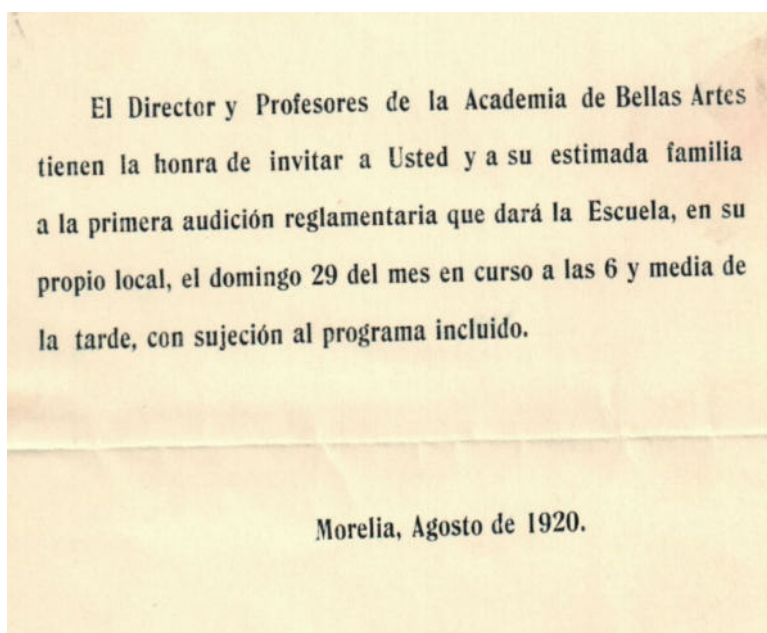 El Director y Profesores de la Academia de Bellas Artes
tienen la honra de invitar a Usted y a su estimada familia
a la primera audición reglamentaria que dará la Escuela, en su
propio local, el domingo 29 del mes en curso a las 6 y media de
la tarde, con sujeción al programa incluido.
Morelia, Agosto de 1920.